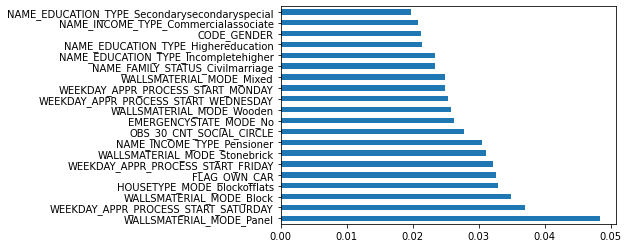 NAME_EDUCATION_TYPE_Secondarysecondaryspecial
NAME_INCOME_TYPE_Commercialassociate
CODE_GENDER
NAME_EDUCATION_TYPE_Highereducation
NAME_EDUCATION_TYPE_Incompletehigher
NAME_FAMILY_STATUS_Civilmarriage
WALLSMATERIAL_MODE_Mixed
WEEKDAY_APPR_PROCESS_START_MONDAY
WEEKDAY_APPR_PROCESS_START_WEDNESDAY
WALLSMATERIAL_MODE_Wooden
EMERGENCYSTATE_MODE_No
OBS_30_CNT_SOCIAL_CIRCLE
NAME_INCOME_TYPE_Pensioner
WALLSMATERIAL_MODE_Stonebrick
WEEKDAY_APPR_PROCESS_START_FRIDAY
FLAG_OWN_CAR
HOUSETYPE_MODE_blockofflats
WALLSMATERIAL_MODE_Block
WEEKDAY_APPR_PROCESS_START_SATURDAY
WALLSMATERIAL_MODE_Panel
0.00 0.01 0.02 0.03 0.04 0.05